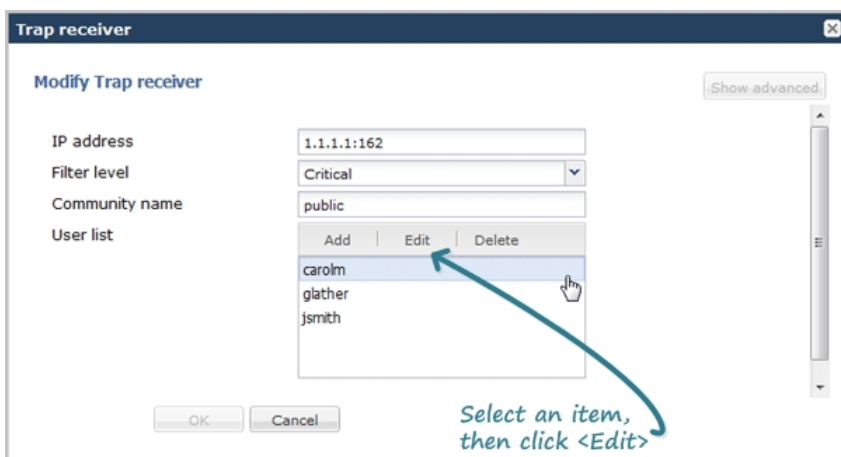 Trap receiver
Modify Trap receiver
Show advanced
IP address 1.1.1.1:162
Filter level Critical
Community name public
User list Add Edit Delete
carolm
glather
jsmith
OK Cancel
Select an item,
then click <Edit>